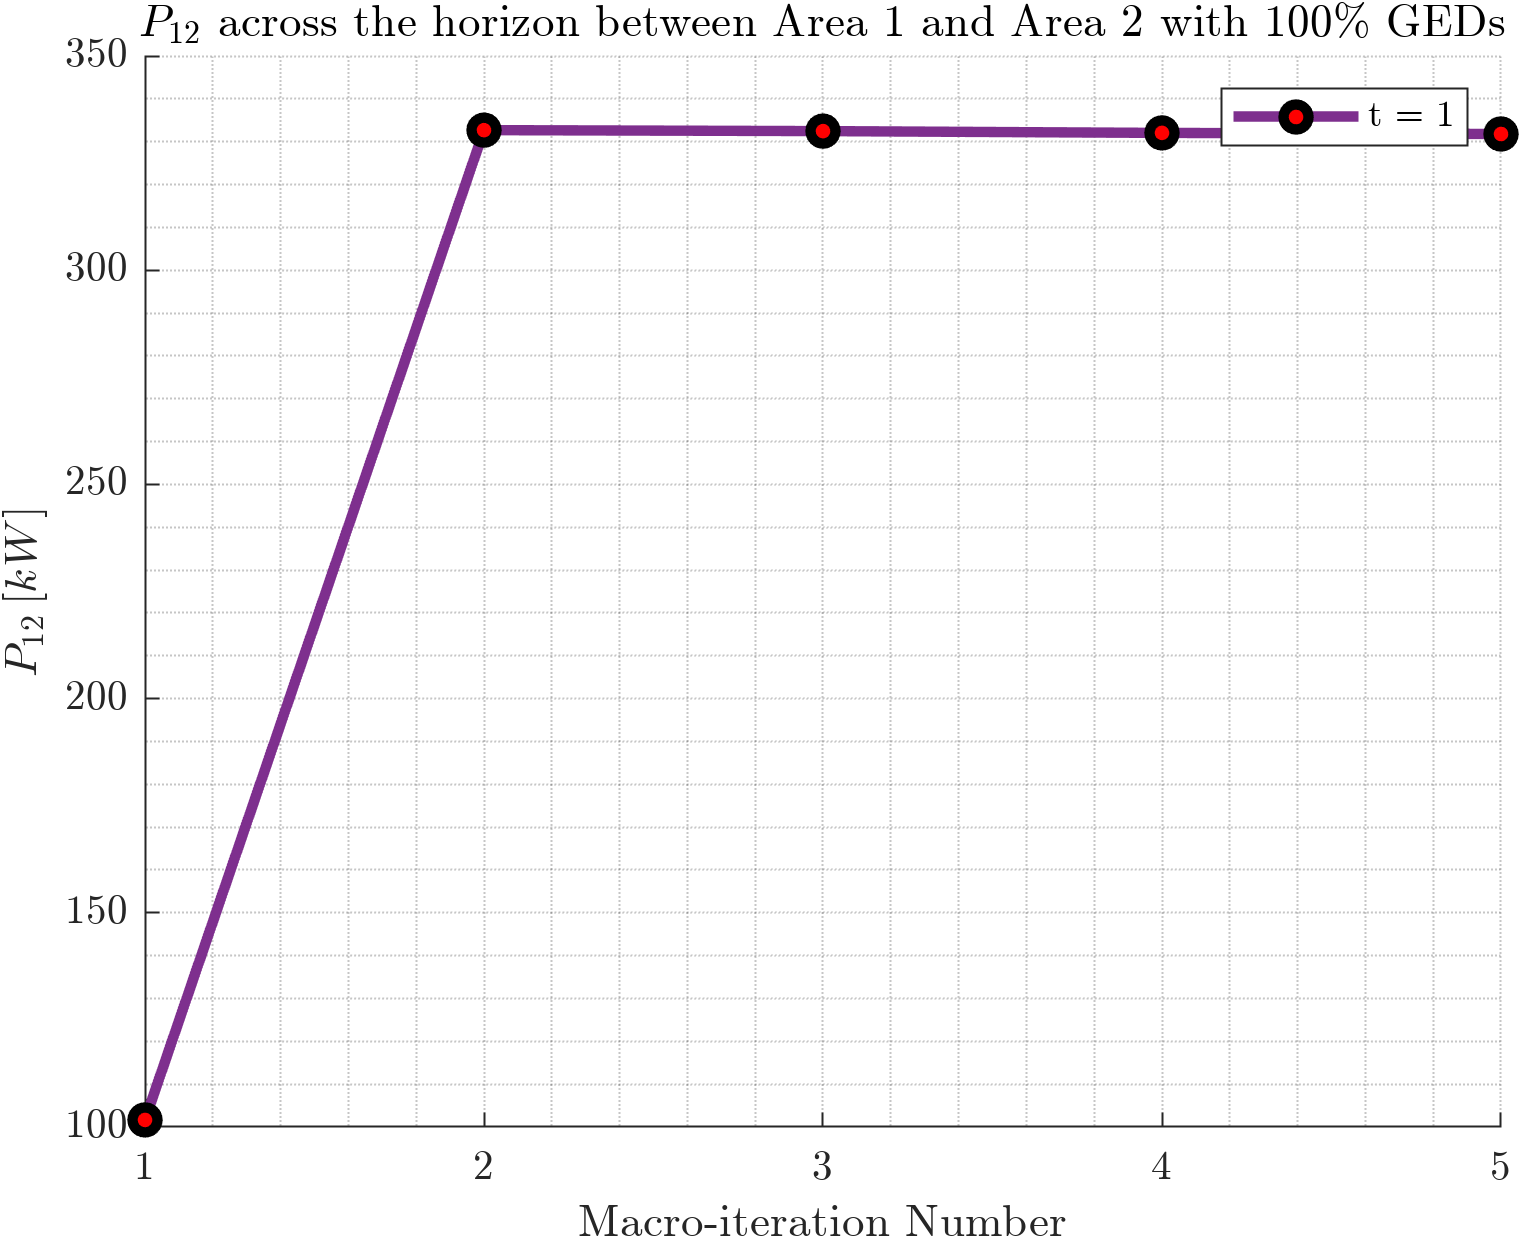 P12 across the horizon between Area 1 and Area 2 with 100% GEDs
350
300
250
200
150
100
P12 [kW]
t = 1
1 2 3 4 5
Macro-iteration Number